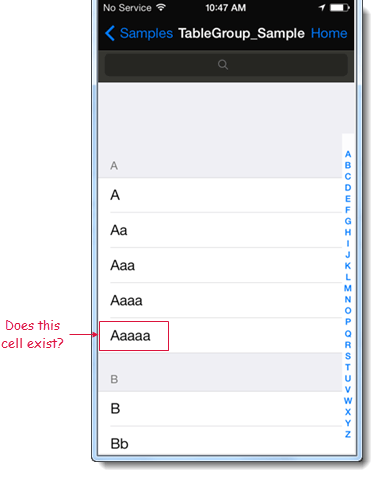 No Service 10:47 AM
Samples TableGroup_Sample Home
A
A
Aa
Aaa
Aaaa
Aaaaa
B
B
Bb
A
B
C
D
E
F
G
H
I
J
K
L
M
N
O
P
Q
R
S
T
U
V
W
X
Y
Z
Does this
cell exist?